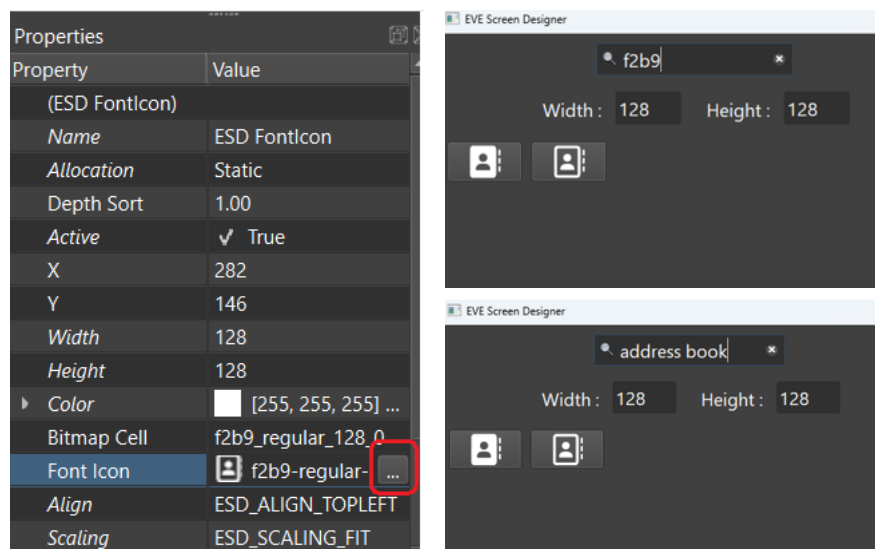 Properties
Property Value
(ESD FontIcon)
Name ESD FontIcon
Allocation Static
Depth Sort 1.00
Active True
X 282
Y 146
Width 128
Height 128
Color [255, 255, 255] ...
Bitmap Cell f2b9_regular_128_0
Font Icon f2b9-regular- ...
Align ESD_ALIGN_TOPLEFT
Scaling ESD_SCALING_FIT
EVE Screen Designer
f2b9
Width : 128 Height : 128
EVE Screen Designer
address book
Width : 128 Height : 128